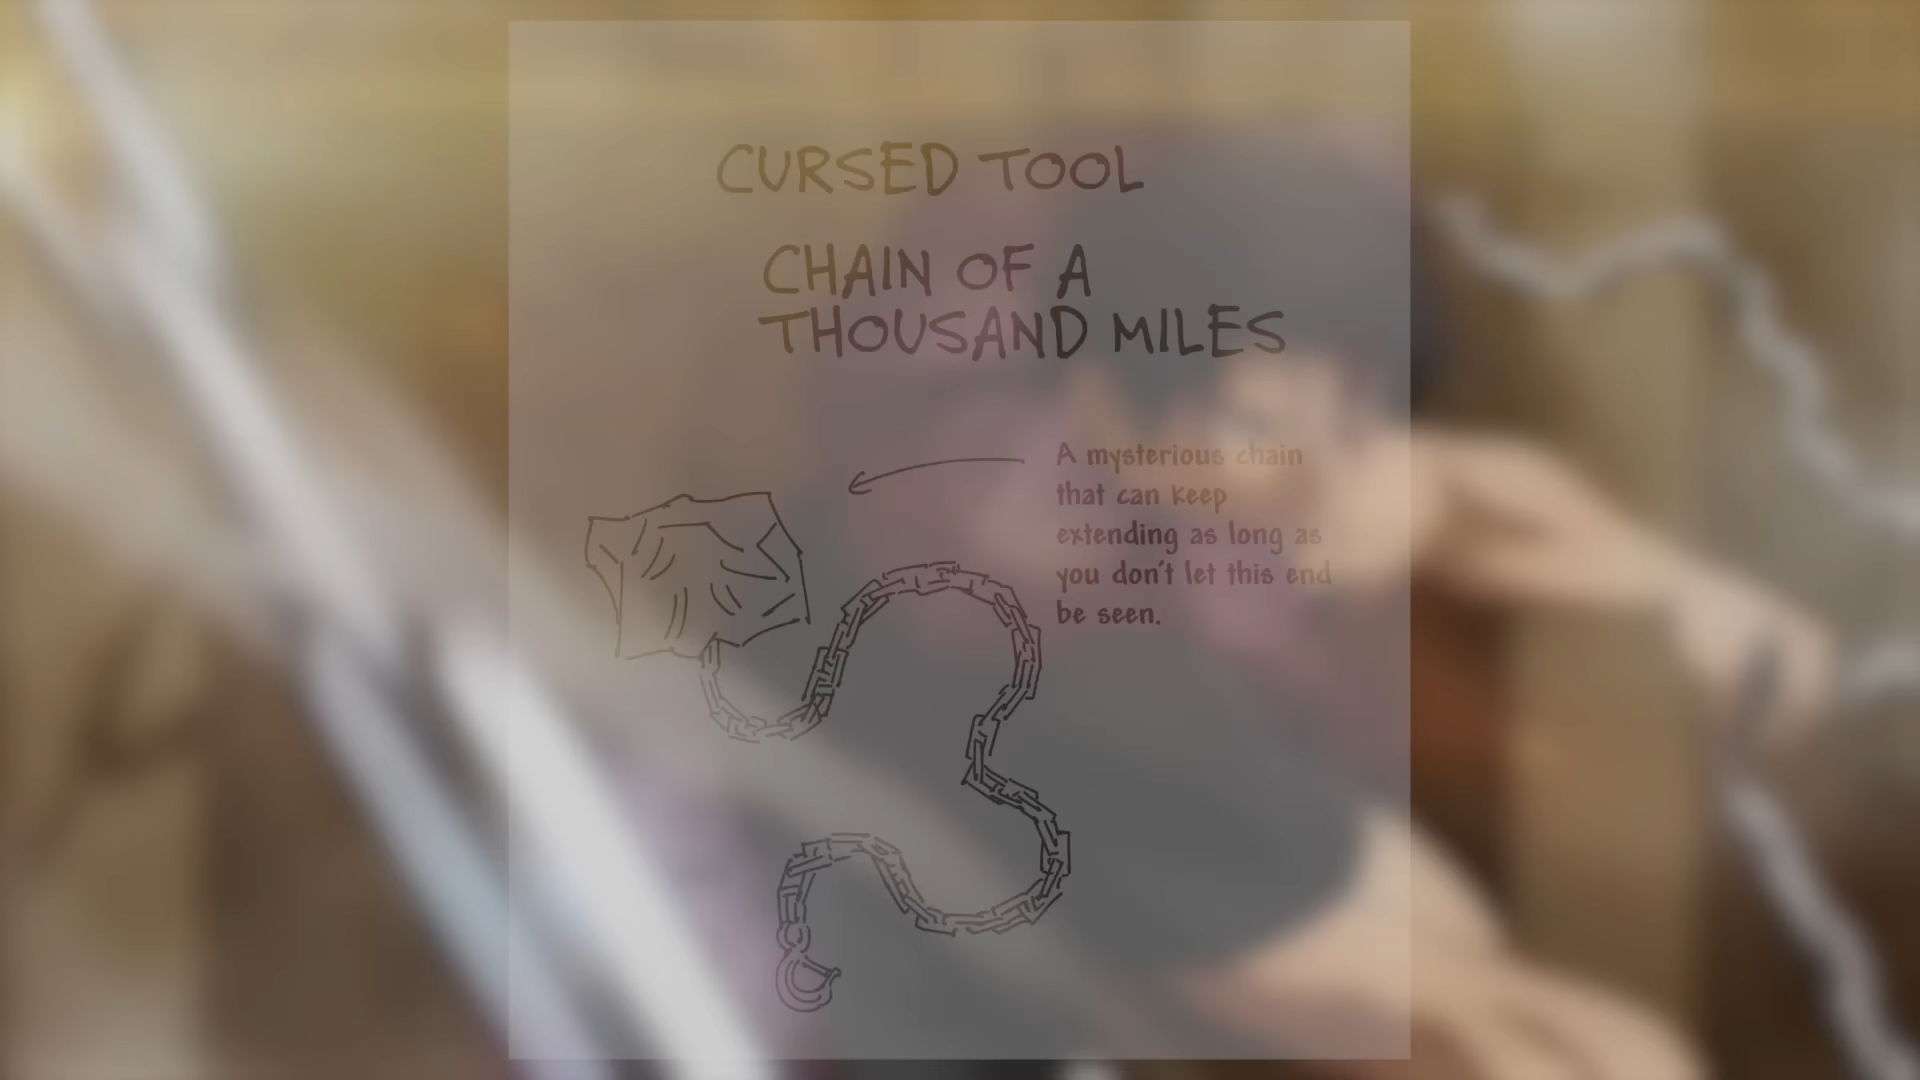 CURSED TOOL
CHAIN OF A
THOUSAND MILES
A mysterious chain
that can keep
extending as long as
you don't let this end
be seen.